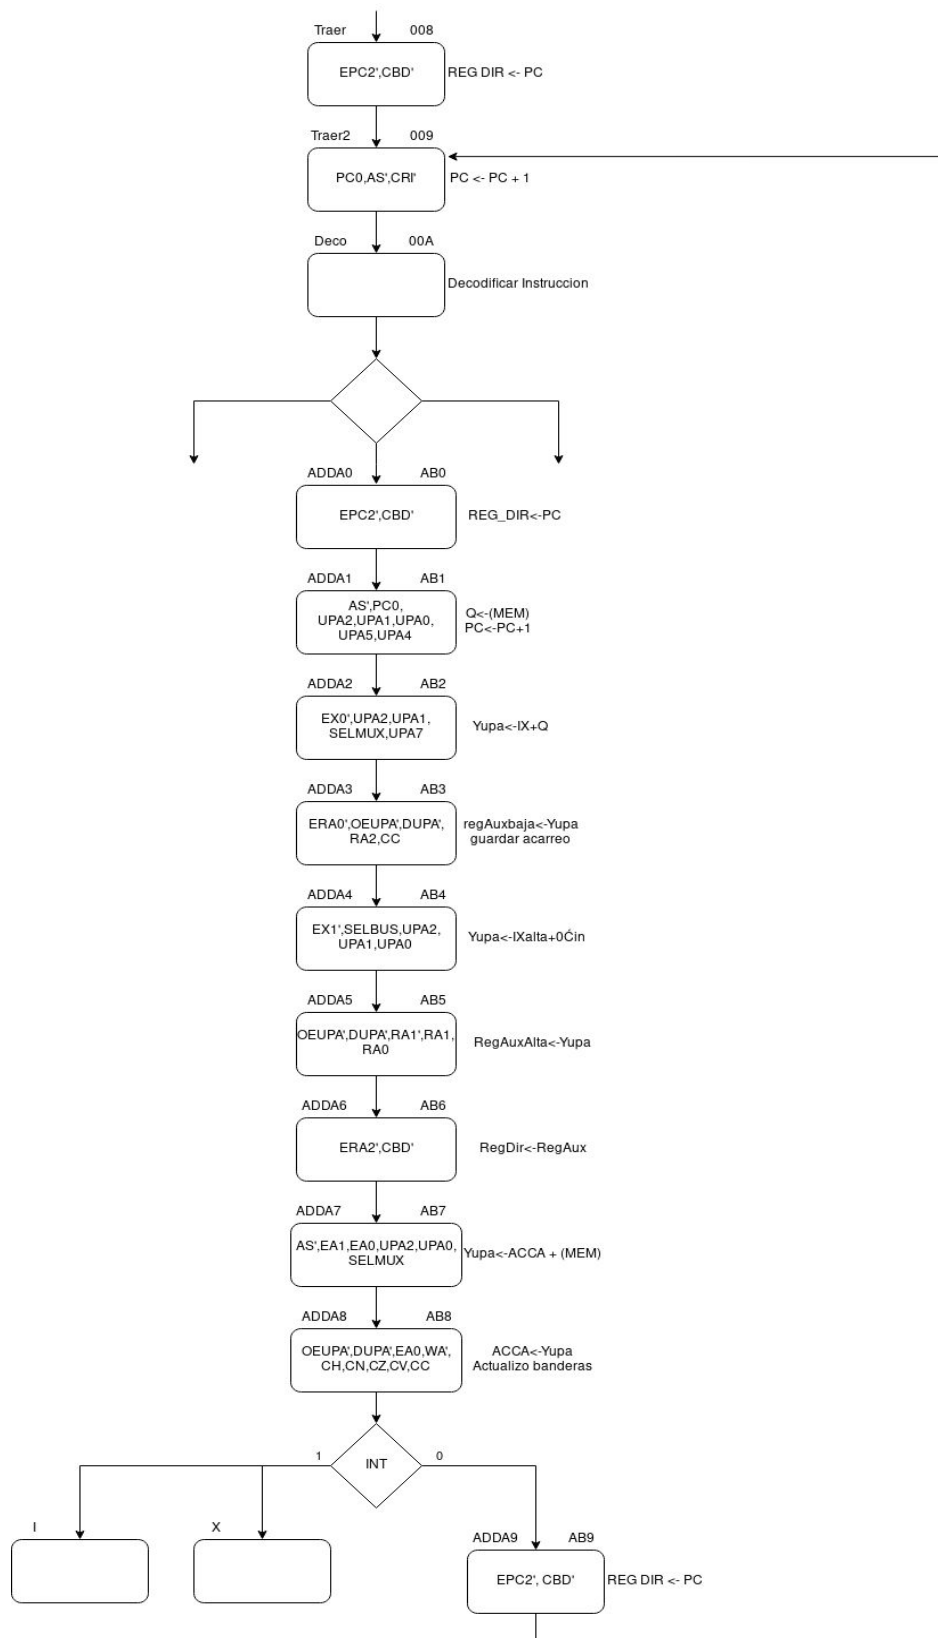 Traer 008
EPC2',CBD' REG DIR <- PC
Traer2 009
PC0,AS',CRI' PC <- PC + 1
Deco 00A
Decodificar Instruccion
ADDA0 AB0
EPC2',CBD' REG_DIR<-PC
ADDA1 AB1
AS',PC0,
UPA2,UPA1,UPA0,
UPA5,UPA4
Q<-(MEM)
PC<-PC+1
ADDA2 AB2
EX0',UPA2,UPA1,
SELMUX,UPA7
Yupa<-IX+Q
ADDA3 AB3
ERA0',OEUPA',DUPA',
RA2,CC
regAuxbaja<-Yupa
guardar acarreo
ADDA4 AB4
EX1',SELBUS,UPA2,
UPA1,UPA0
Yupa<-IXalta+0Ćin
ADDA5 AB5
OEUPA',DUPA',RA1',RA1,
RA0
RegAuxAlta<-Yupa
ADDA6 AB6
ERA2',CBD' RegDir<-RegAux
ADDA7 AB7
AS',EA1,EA0,UPA2,UPA0,
SELMUX
Yupa<-ACCA + (MEM)
ADDA8 AB8
OEUPA',DUPA',EA0,WA',
CH,CN,CZ,CV,CC
ACCA<-Yupa
Actualizo banderas
1 INT 0
I X
ADDA9 AB9
EPC2', CBD' REG DIR <- PC